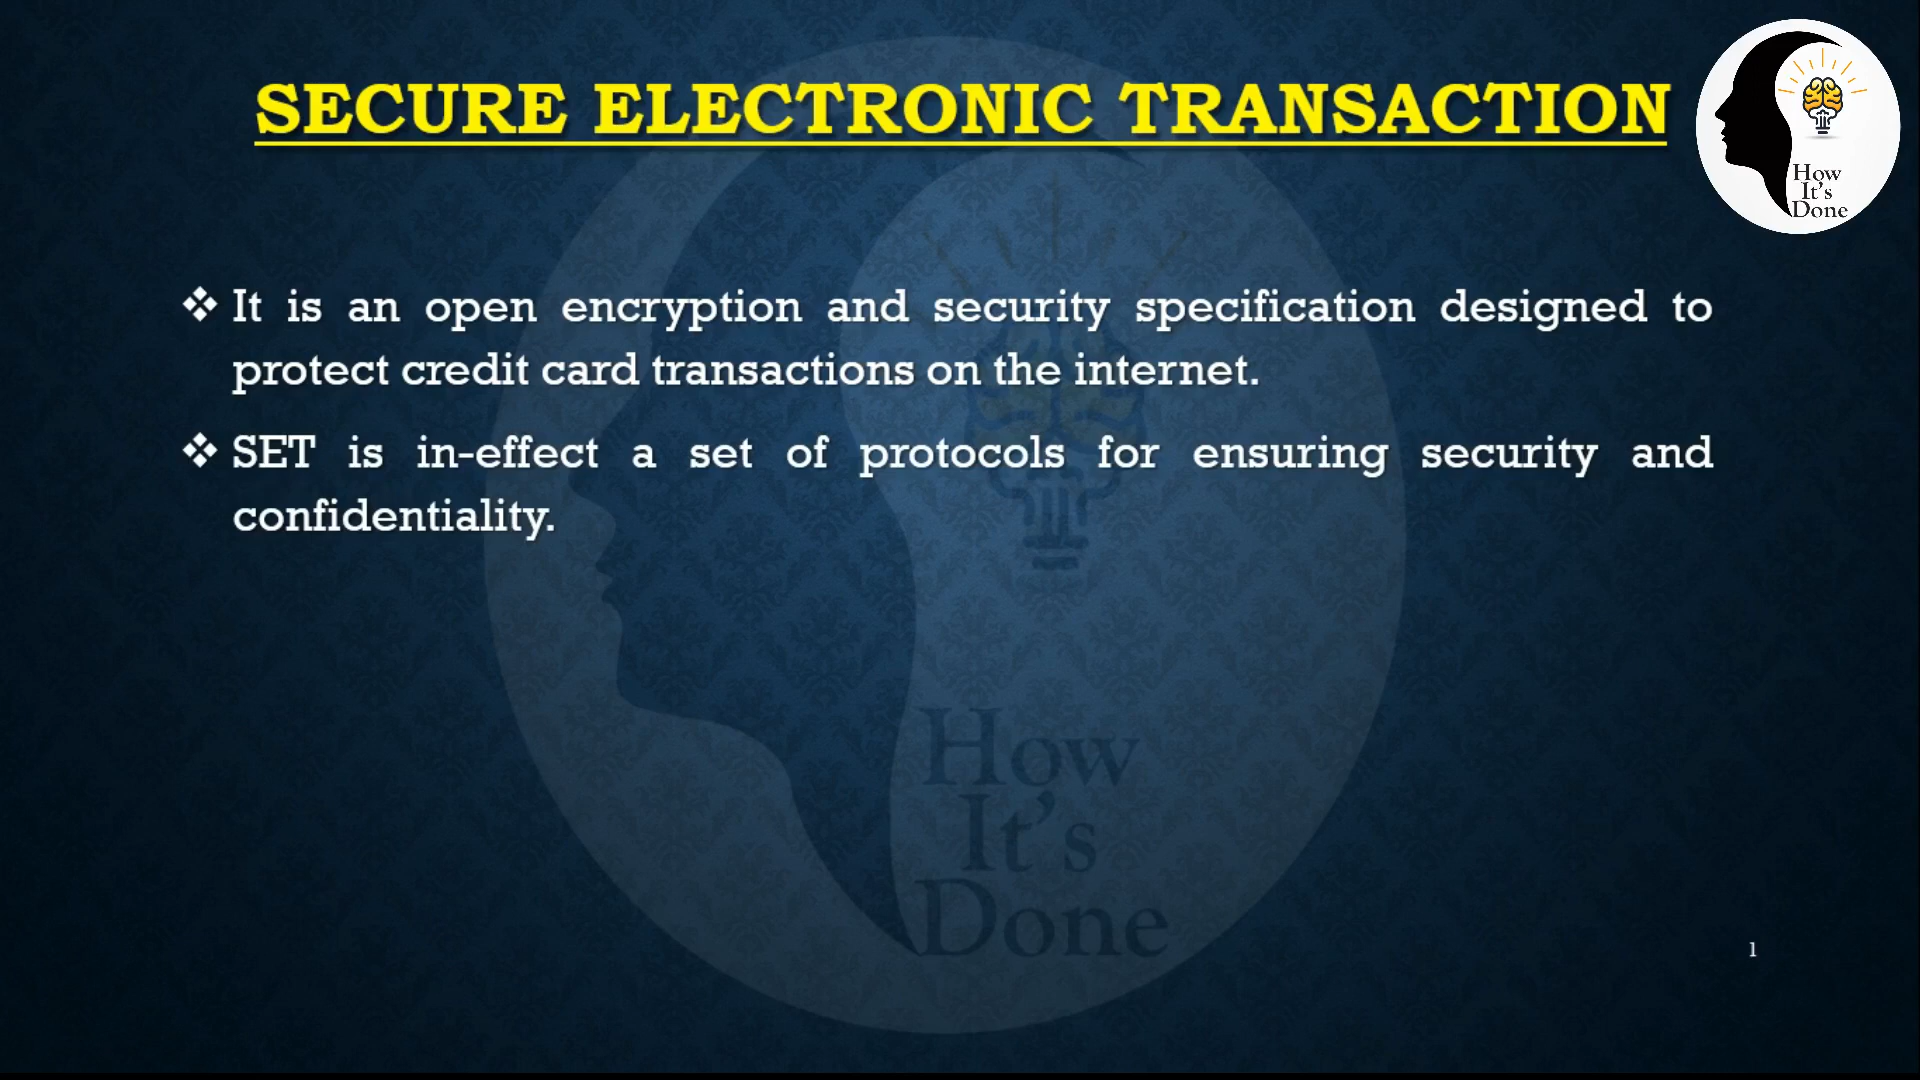 SECURE ELECTRONIC TRANSACTION
How
It's
Done
❖ It is an open encryption and security specification designed to
protect credit card transactions on the internet.
❖ SET is in-effect a set of protocols for ensuring security and
confidentiality.
How
It's
Done
1